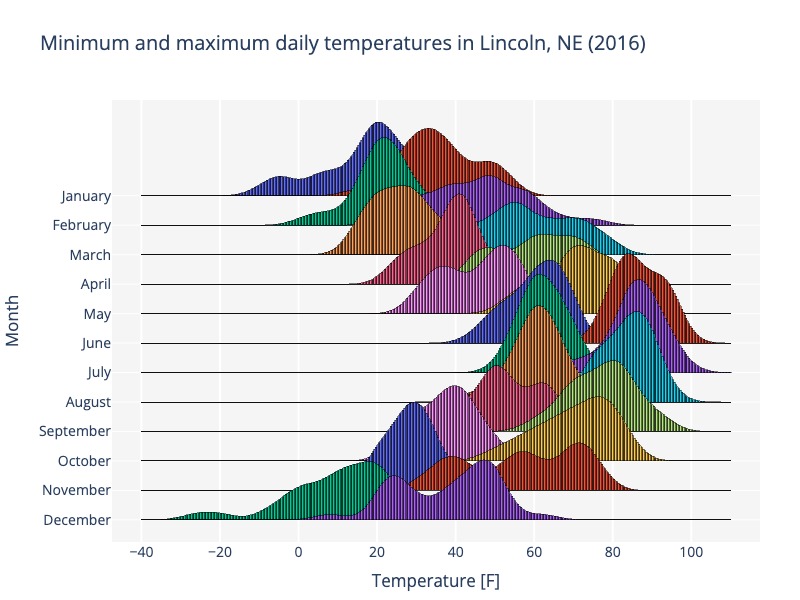 Minimum and maximum daily temperatures in Lincoln, NE (2016)
Month
January
February
March
April
May
June
July
August
September
October
November
December
−40 −20 0 20 40 60 80 100
Temperature [F]